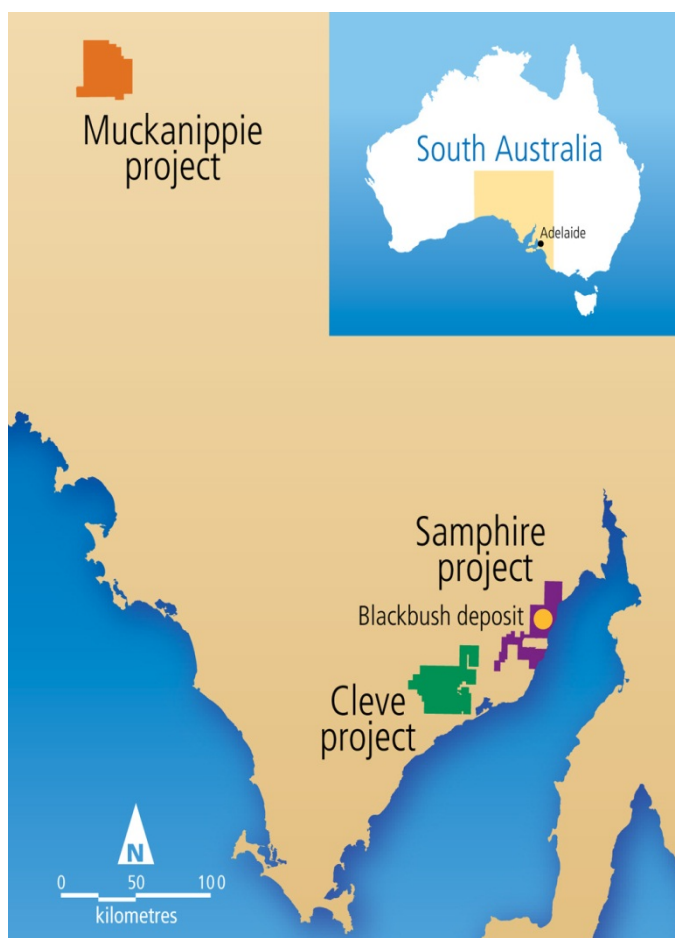 Muckanippie
project
South Australia
Adelaide
Samphire
project
Blackbush deposit
Cleve
project
N
0 50 100
kilometres